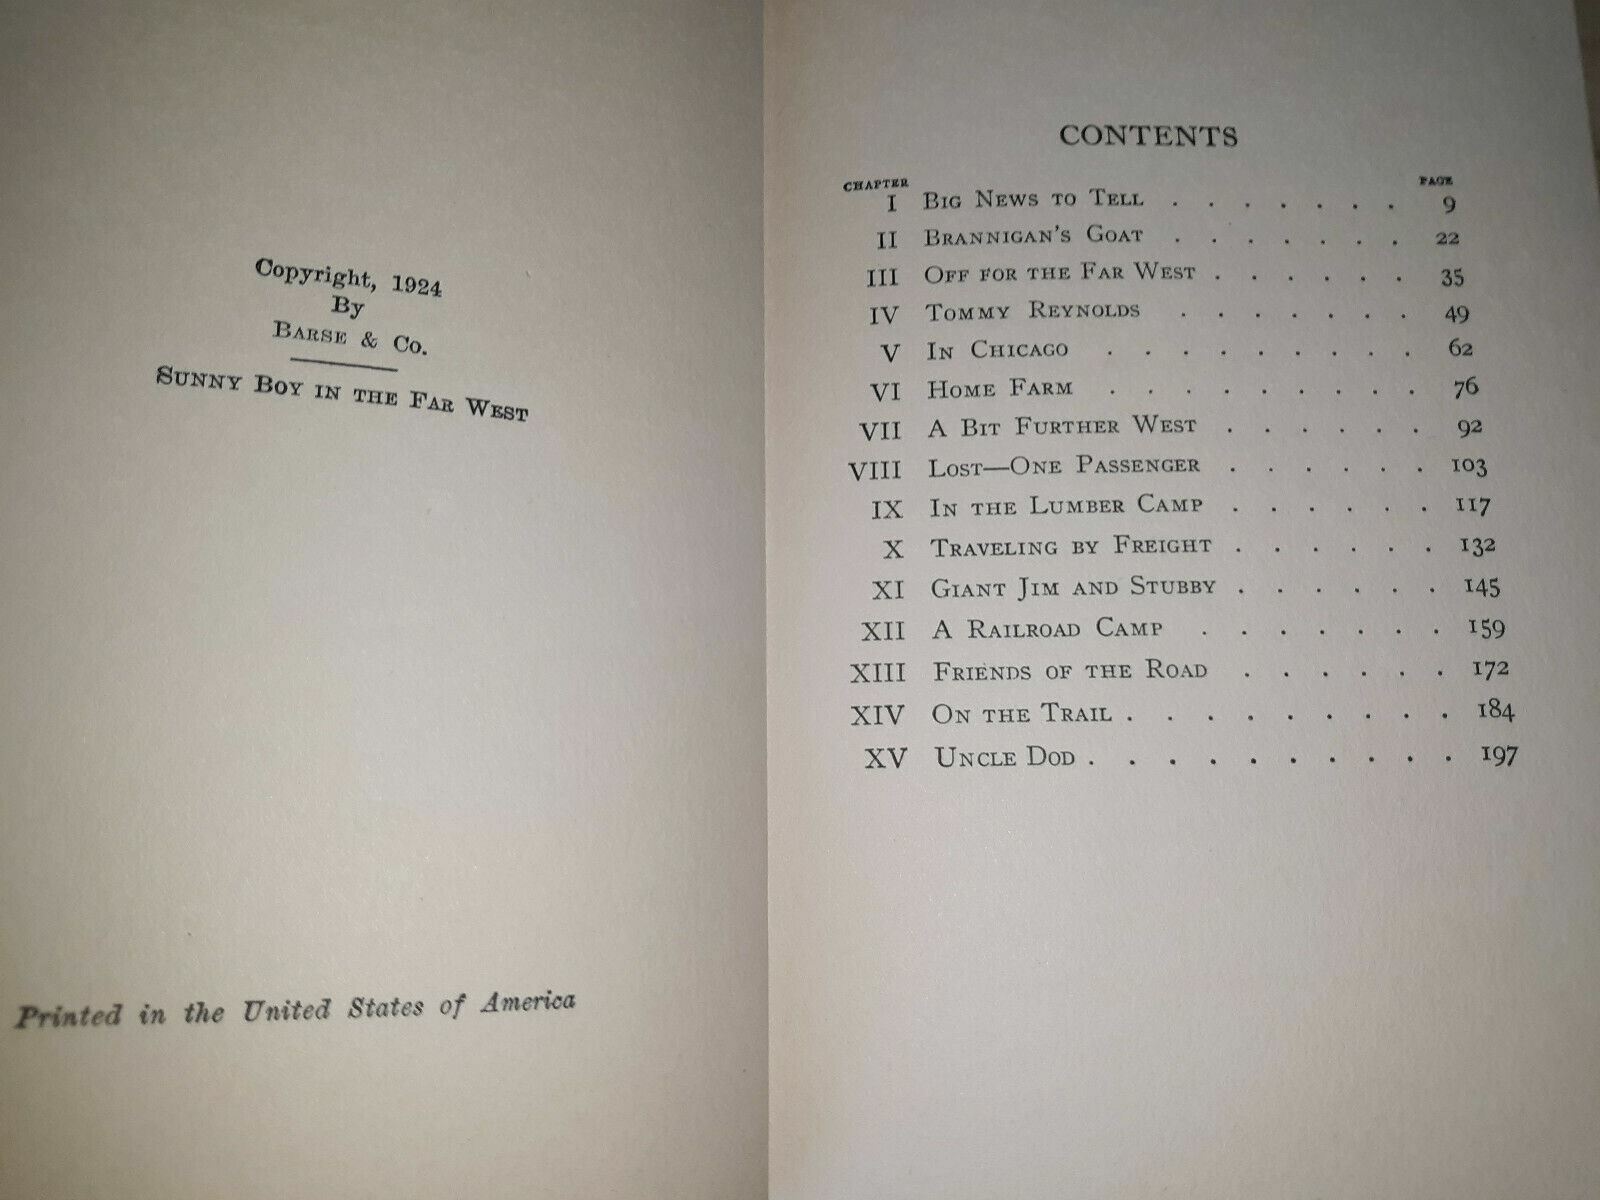 Copyright, 1924
By
Barse & Co.
Sunny Boy in the Far West
Printed in the United States of America
CONTENTS
CHAPTER PAGE
I Big News to Tell . . . . . . . 9
II Brannigan's Goat . . . . . . . 22
III Off for the Far West . . . . . . 35
IV Tommy Reynolds . . . . . . . 49
V In Chicago . . . . . . . . . 62
VI Home Farm . . . . . . . . . 76
VII A Bit Further West . . . . . . 92
VIII Lost—One Passenger . . . . . . 103
IX In the Lumber Camp . . . . . . 117
X Traveling by Freight . . . . . . 132
XI Giant Jim and Stubby . . . . . . 145
XII A Railroad Camp . . . . . . . 159
XIII Friends of the Road . . . . . . 172
XIV On the Trail . . . . . . . . . 184
XV Uncle Dod . . . . . . . . . . 197